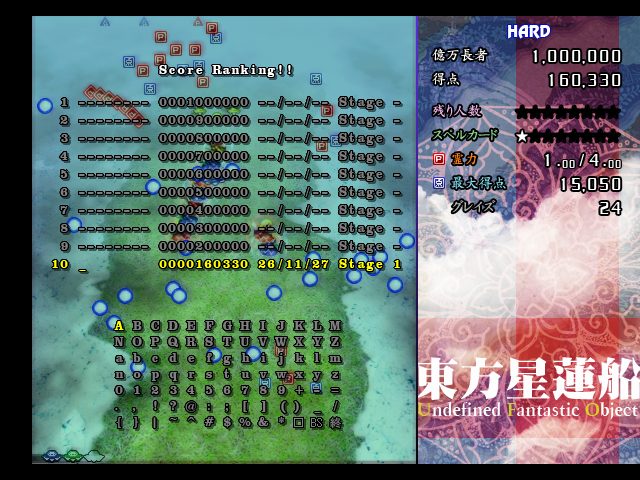 Score Ranking!!
1 -------- 0001000000 --/--/-- Stage -
2 -------- 0000900000 --/--/-- Stage -
3 -------- 0000800000 --/--/-- Stage -
4 -------- 0000700000 --/--/-- Stage -
5 -------- 0000600000 --/--/-- Stage -
6 -------- 0000500000 --/--/-- Stage -
7 -------- 0000400000 --/--/-- Stage -
8 -------- 0000300000 --/--/-- Stage -
9 -------- 0000200000 --/--/-- Stage -
10 _ 0000160330 26/11/27 Stage 1
A B C D E F G H I J K L M
N O P Q R S T U V W X Y Z
a b c d e f g h i j k l m
n o p q r s t u v w x y z
0 1 2 3 4 5 6 7 8 9 + - =
. , ! ? @ : ; [ ] ( ) _ /
{ } | ~ ^ # $ % & * □ BS 終
HARD
億万長者 1,000,000
得点 160,330
残り人数 ★★★★★★★★★
スペルカード ★★★★★★★★★
P 霊力 1.00/4.00
点 最大得点 15,050
グレイズ 24
東方星蓮船
Undefined Fantastic Object